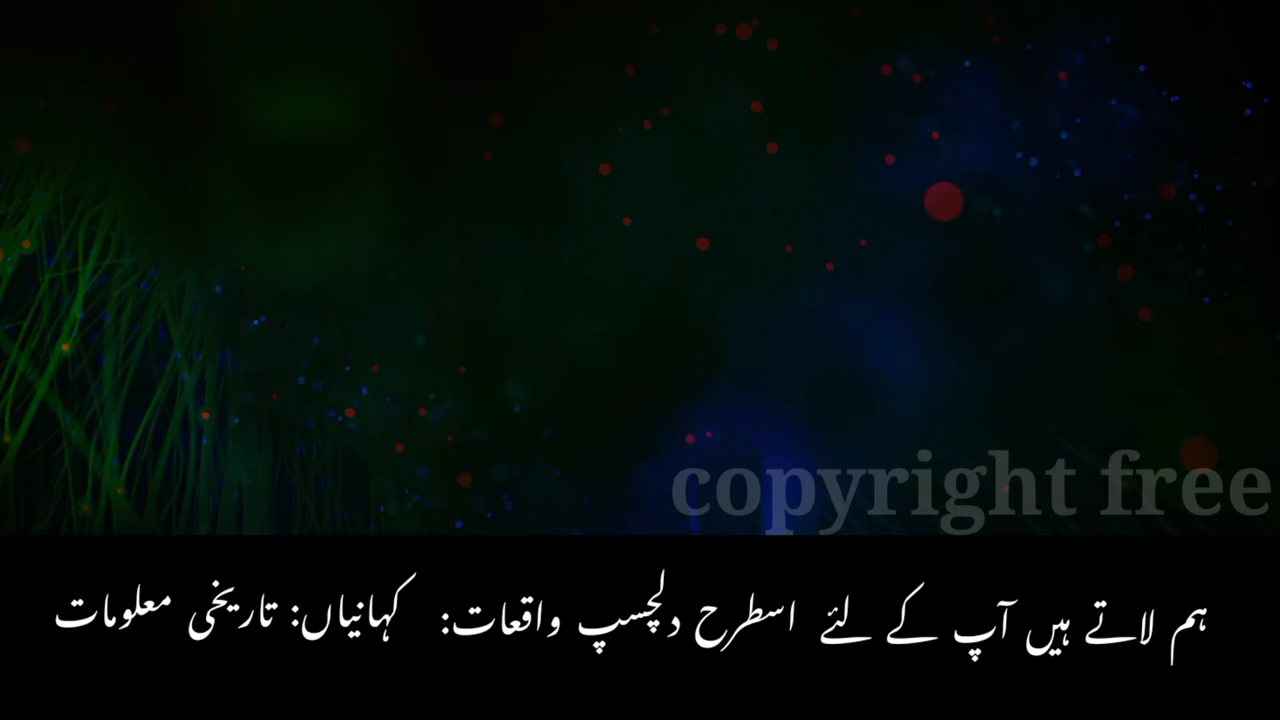 copyright free
ہم لاتے ہیں آپ کے لئے اسطرح دلچسپ واقعات: کہانیاں: تاریخی معلومات